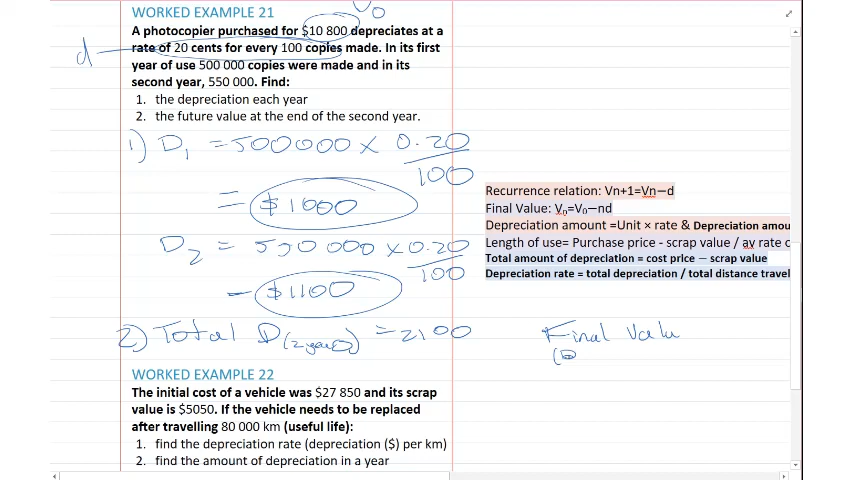 WORKED EXAMPLE 21
V₀
A photocopier purchased for $10 800 depreciates at a
d
rate of 20 cents for every 100 copies made. In its first
year of use 500 000 copies were made and in its
second year, 550 000. Find:
1. the depreciation each year
2. the future value at the end of the second year.
1) D₁ = 500000 × 0.20/100
= $1000
D₂ = 550 000 × 0.20/100
= $1100
2) Total D (2 years) = 2100
Final Value
Recurrence relation: Vn+1=Vn−d
Final Value: V₀=V₀−nd
Depreciation amount =Unit × rate & Depreciation amou
Length of use= Purchase price - scrap value / av rate
Total amount of depreciation = cost price − scrap value
Depreciation rate = total depreciation / total distance travel
WORKED EXAMPLE 22
The initial cost of a vehicle was $27 850 and its scrap
value is $5050. If the vehicle needs to be replaced
after travelling 80 000 km (useful life):
1. find the depreciation rate (depreciation ($) per km)
2. find the amount of depreciation in a year